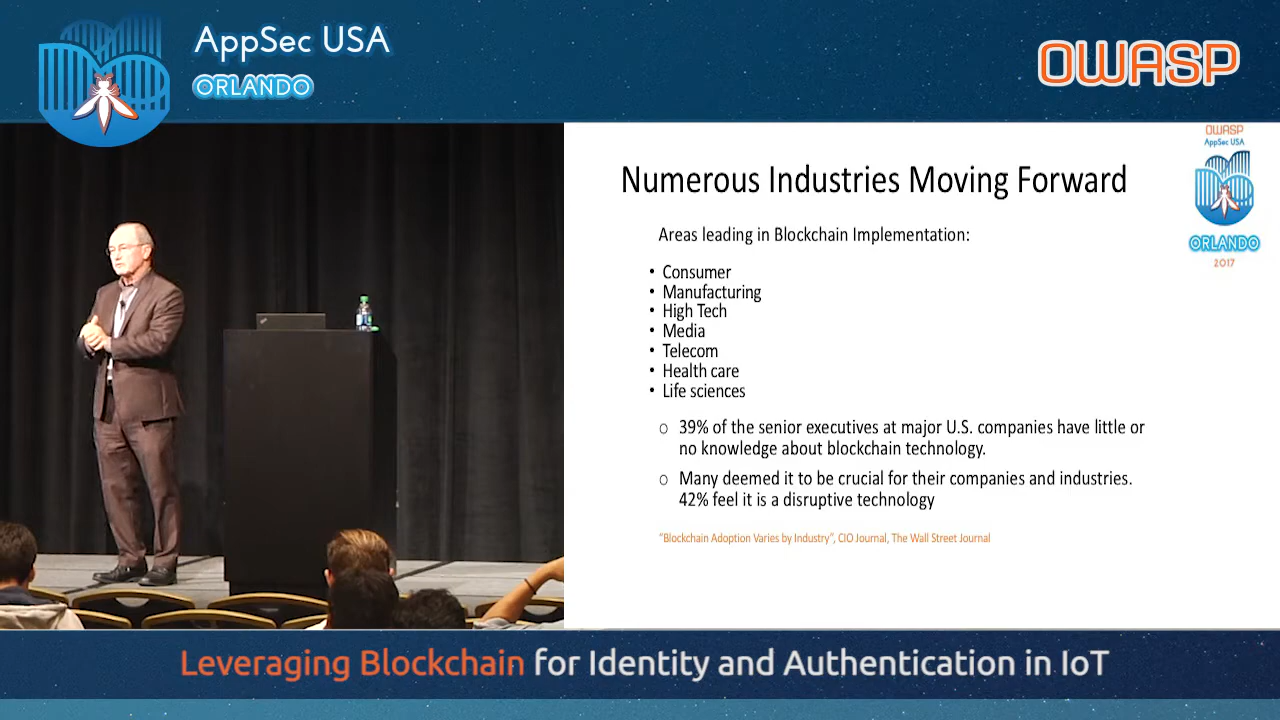 AppSec USA
ORLANDO
OWASP
OWASP
AppSec USA
ORLANDO
2017
Numerous Industries Moving Forward
Areas leading in Blockchain Implementation:
• Consumer
• Manufacturing
• High Tech
• Media
• Telecom
• Health care
• Life sciences
o 39% of the senior executives at major U.S. companies have little or
no knowledge about blockchain technology.
o Many deemed it to be crucial for their companies and industries.
42% feel it is a disruptive technology
"Blockchain Adoption Varies by Industry", CIO Journal, The Wall Street Journal
Leveraging Blockchain for Identity and Authentication in IoT